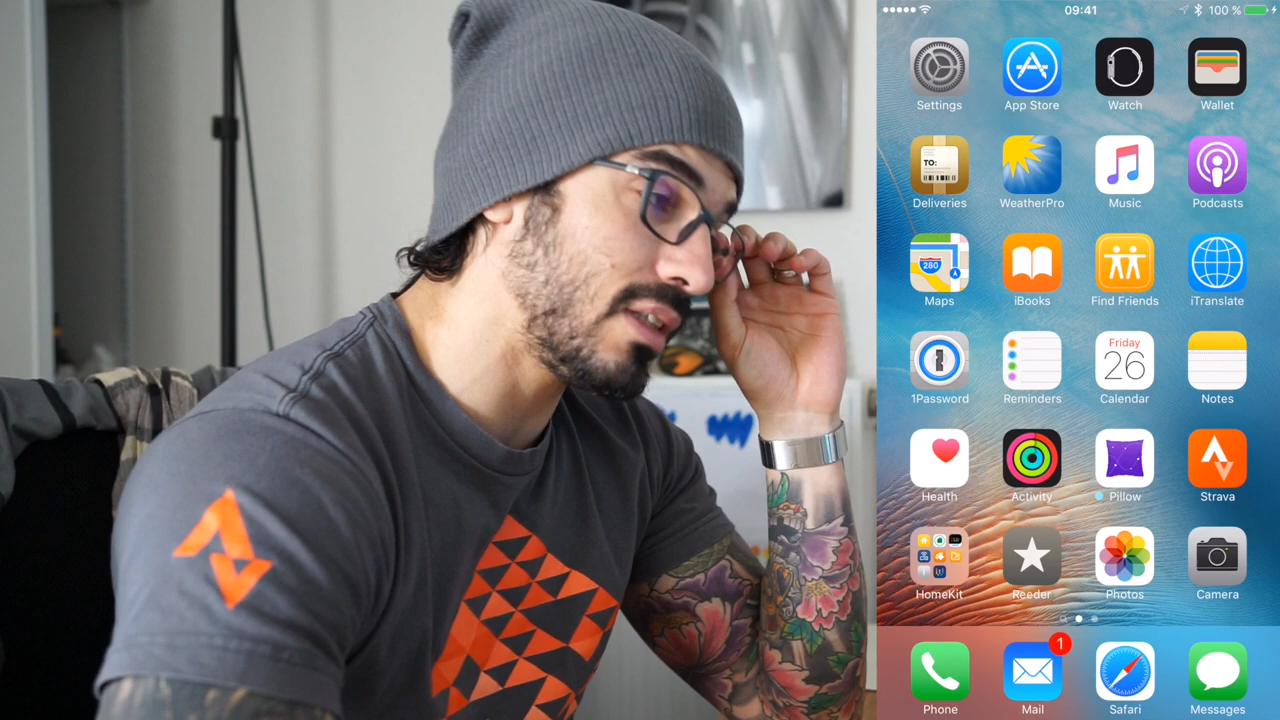 09:41 100 %
Settings App Store Watch Wallet
TO:
Deliveries WeatherPro Music Podcasts
280
Maps iBooks Find Friends iTranslate
Friday
26
1Password Reminders Calendar Notes
Health Activity Pillow Strava
HomeKit Reeder Photos Camera
1
Phone Mail Safari Messages